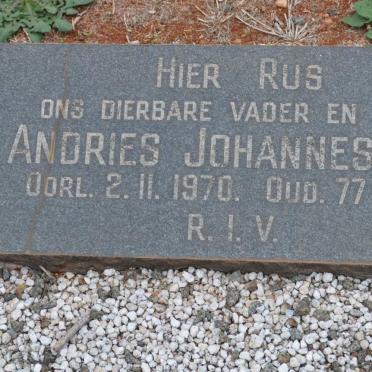 HIER RUS
ONS DIERBARE VADER EN
ANDRIES JOHANNES
OORL. 2.11.1970. OUD. 77
R.I.V.